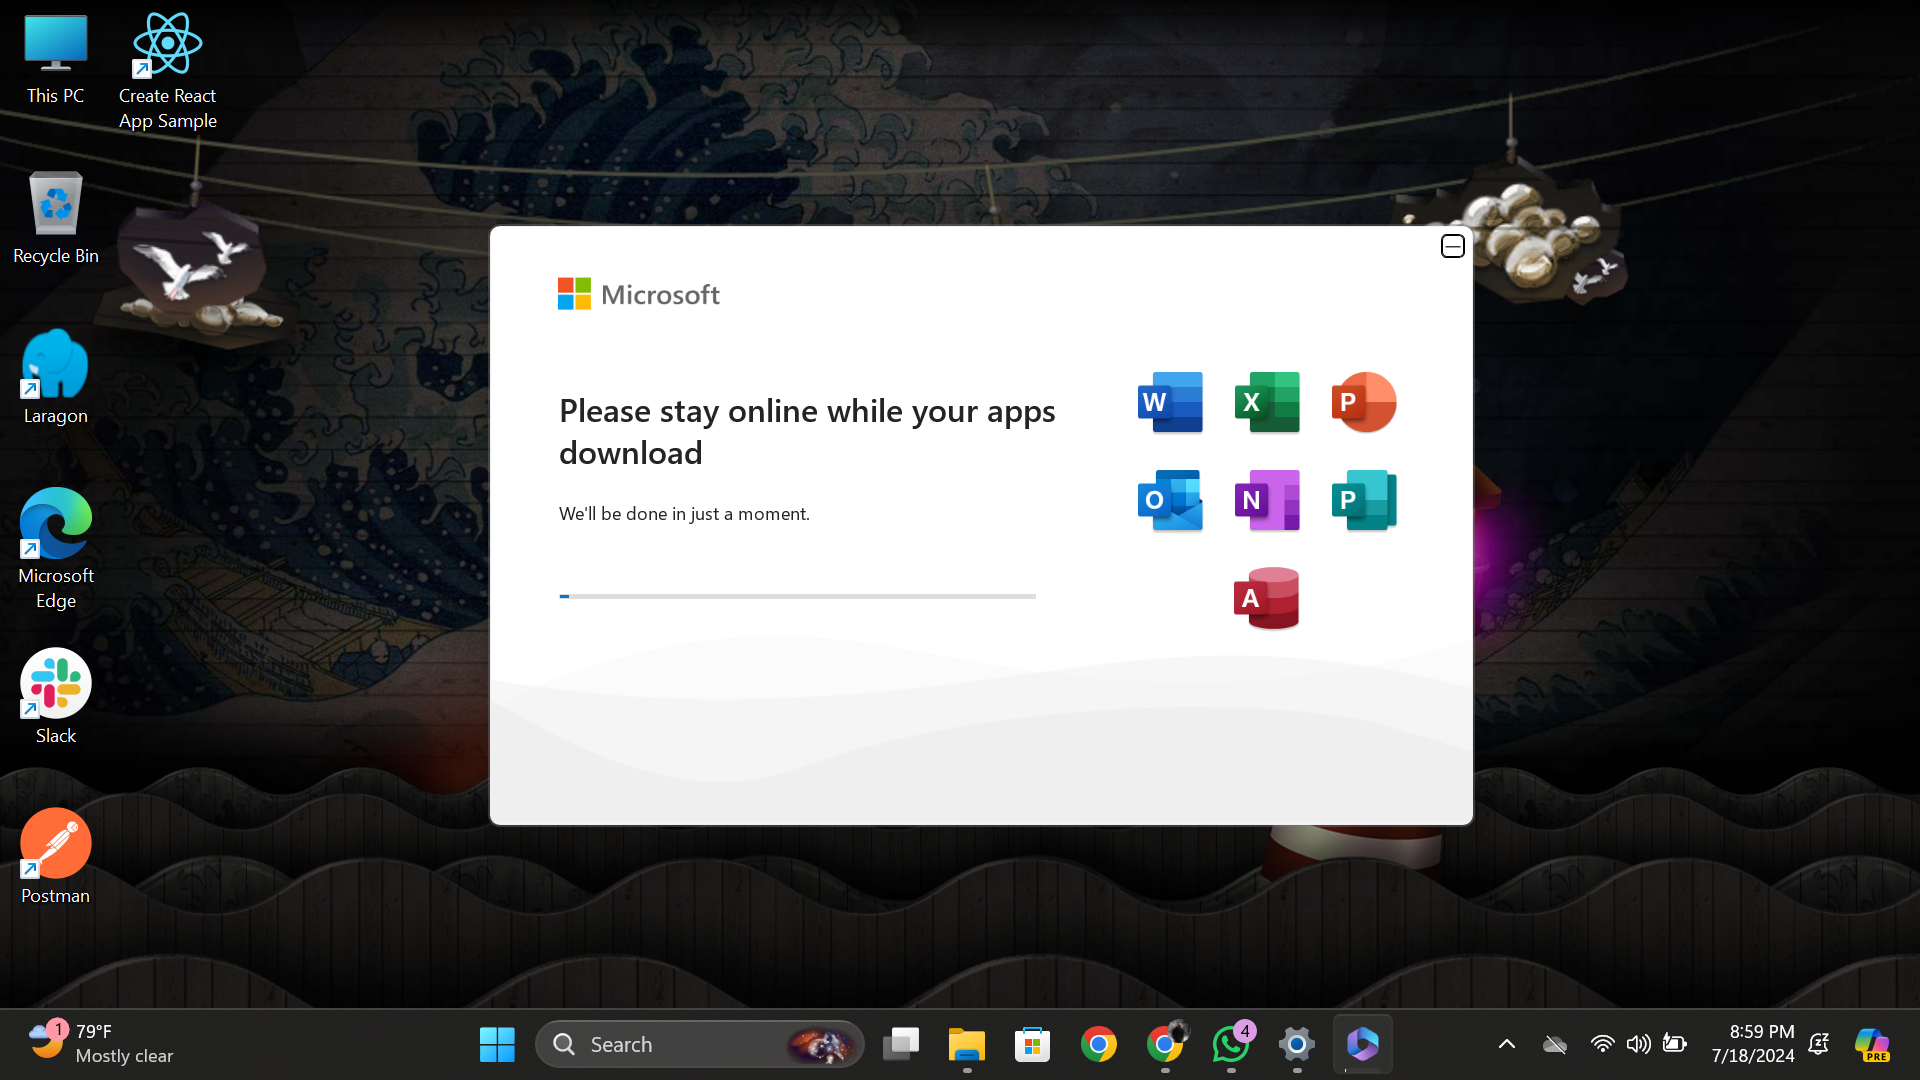 This PC
Create React
App Sample
Recycle Bin
Laragon
Microsoft
Edge
Slack
Postman
Microsoft
Please stay online while your apps
download
We'll be done in just a moment.
W
X
P
O
N
P
A
1
79°F
Mostly clear
Search
4
8:59 PM
7/18/2024
PRE